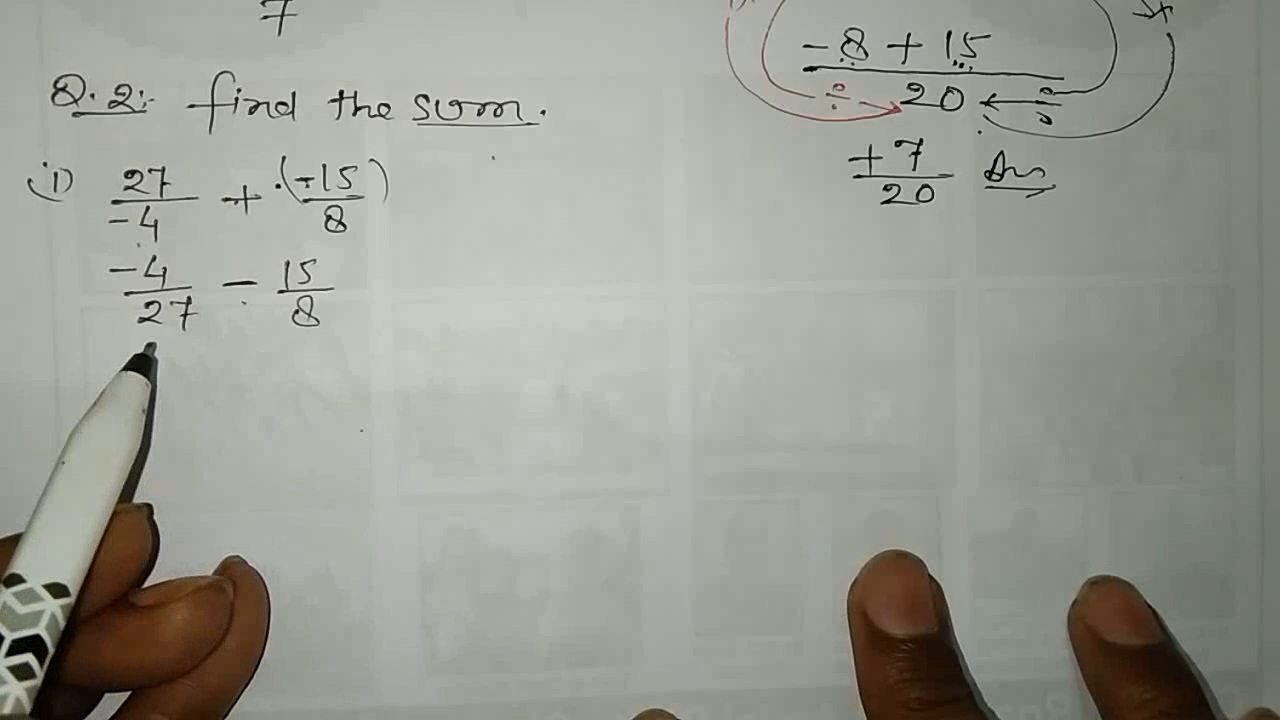 7
Q.2:- find the sum.
(i) 27/-4 + (-15/8)
-4/27 - 15/8
-8 + 15
÷ 20 ÷
+7/20 Ans